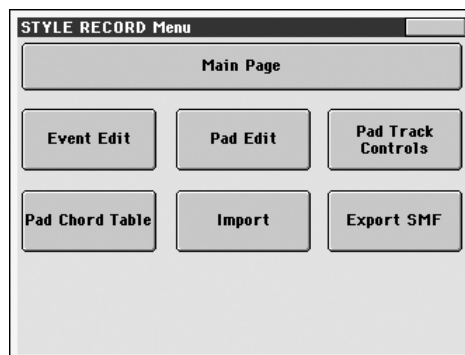 STYLE RECORD Menu
Main Page
Event Edit
Pad Edit
Pad Track
Controls
Pad Chord Table
Import
Export SMF